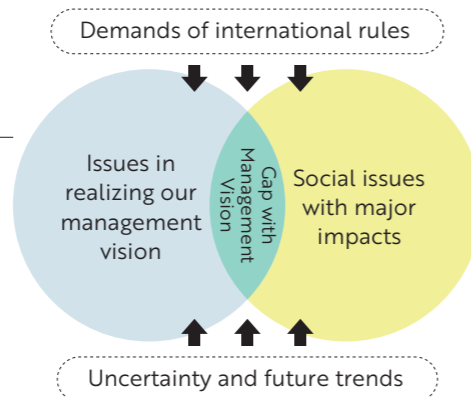 Demands of international rules
Issues in
realizing our
management
vision
Gap with
Management
Vision
Social issues
with major
impacts
Uncertainty and future trends